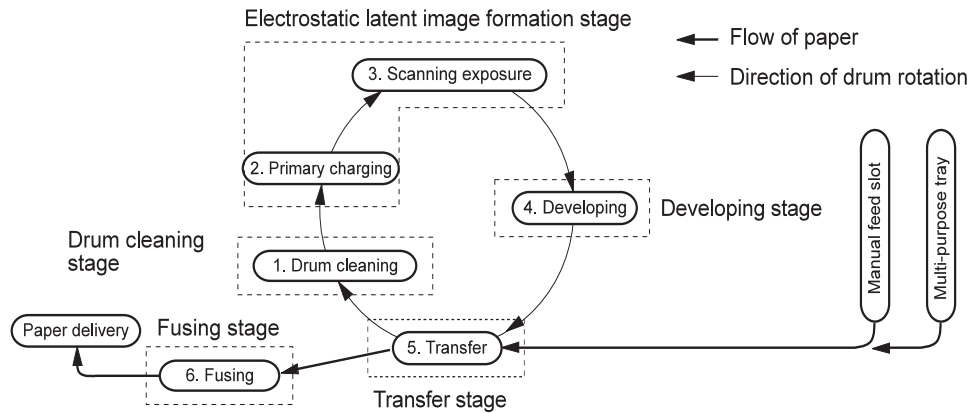 Electrostatic latent image formation stage
Flow of paper
3. Scanning exposure
Direction of drum rotation
2. Primary charging
4. Developing
Developing stage
Manual feed slot
Multi-purpose tray
Drum cleaning
stage
1. Drum cleaning
Paper delivery
Fusing stage
5. Transfer
6. Fusing
Transfer stage